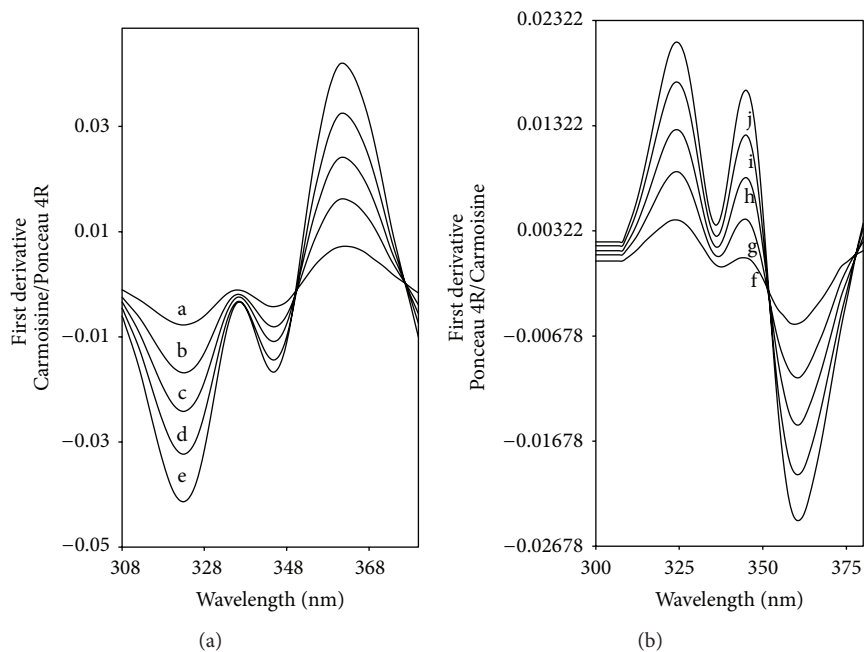 First derivative
Carmoisine/Ponceau 4R
0.03
0.01
−0.01
−0.03
−0.05
a
b
c
d
e
308
328
348
368
Wavelength (nm)
(a)
First derivative
Ponceau 4R/Carmoisine
0.02322
0.01322
0.00322
−0.00678
−0.01678
−0.02678
j
i
h
g
f
300
325
350
375
Wavelength (nm)
(b)